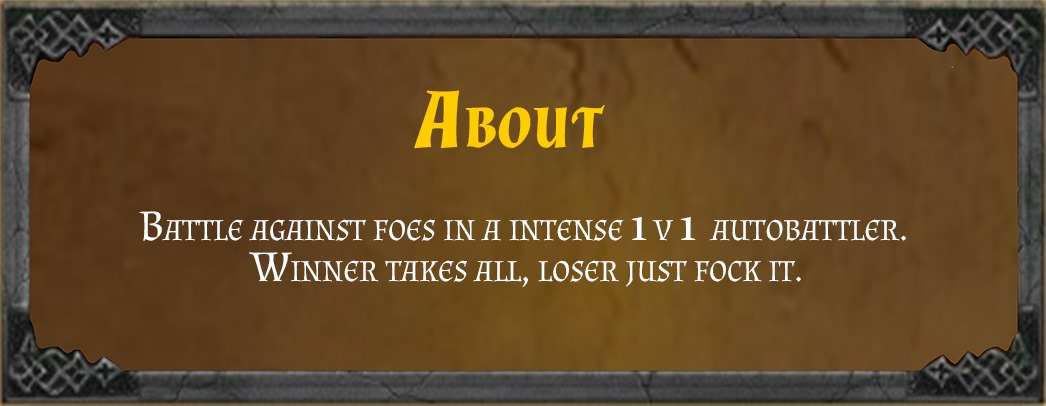 About
Battle against foes in a intense 1 v 1 autobattler.
Winner takes all, loser just fock it.